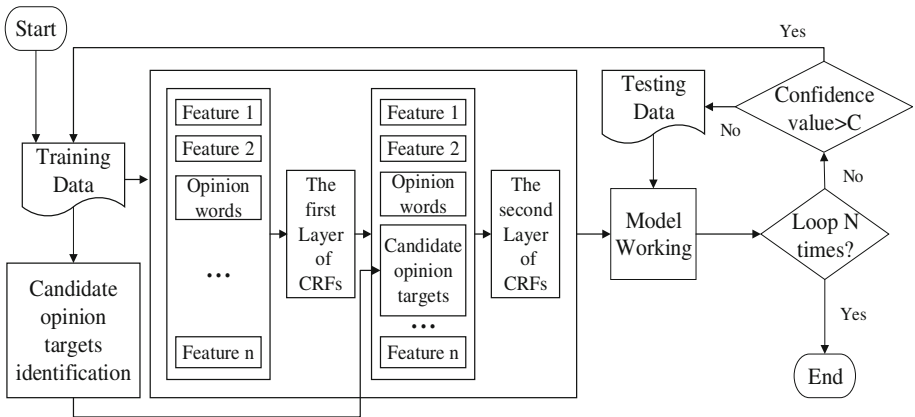 Start
Training
Data
Candidate
opinion
targets
identification
Feature 1
Feature 2
Opinion
words
...
Feature n
The
first
Layer
of
CRFs
Feature 1
Feature 2
Opinion
words
Candidate
opinion
targets
...
Feature n
The
second
Layer
of
CRFs
Testing
Data
Model
Working
Yes
Confidence
value>C
No
No
Loop N
times?
Yes
End